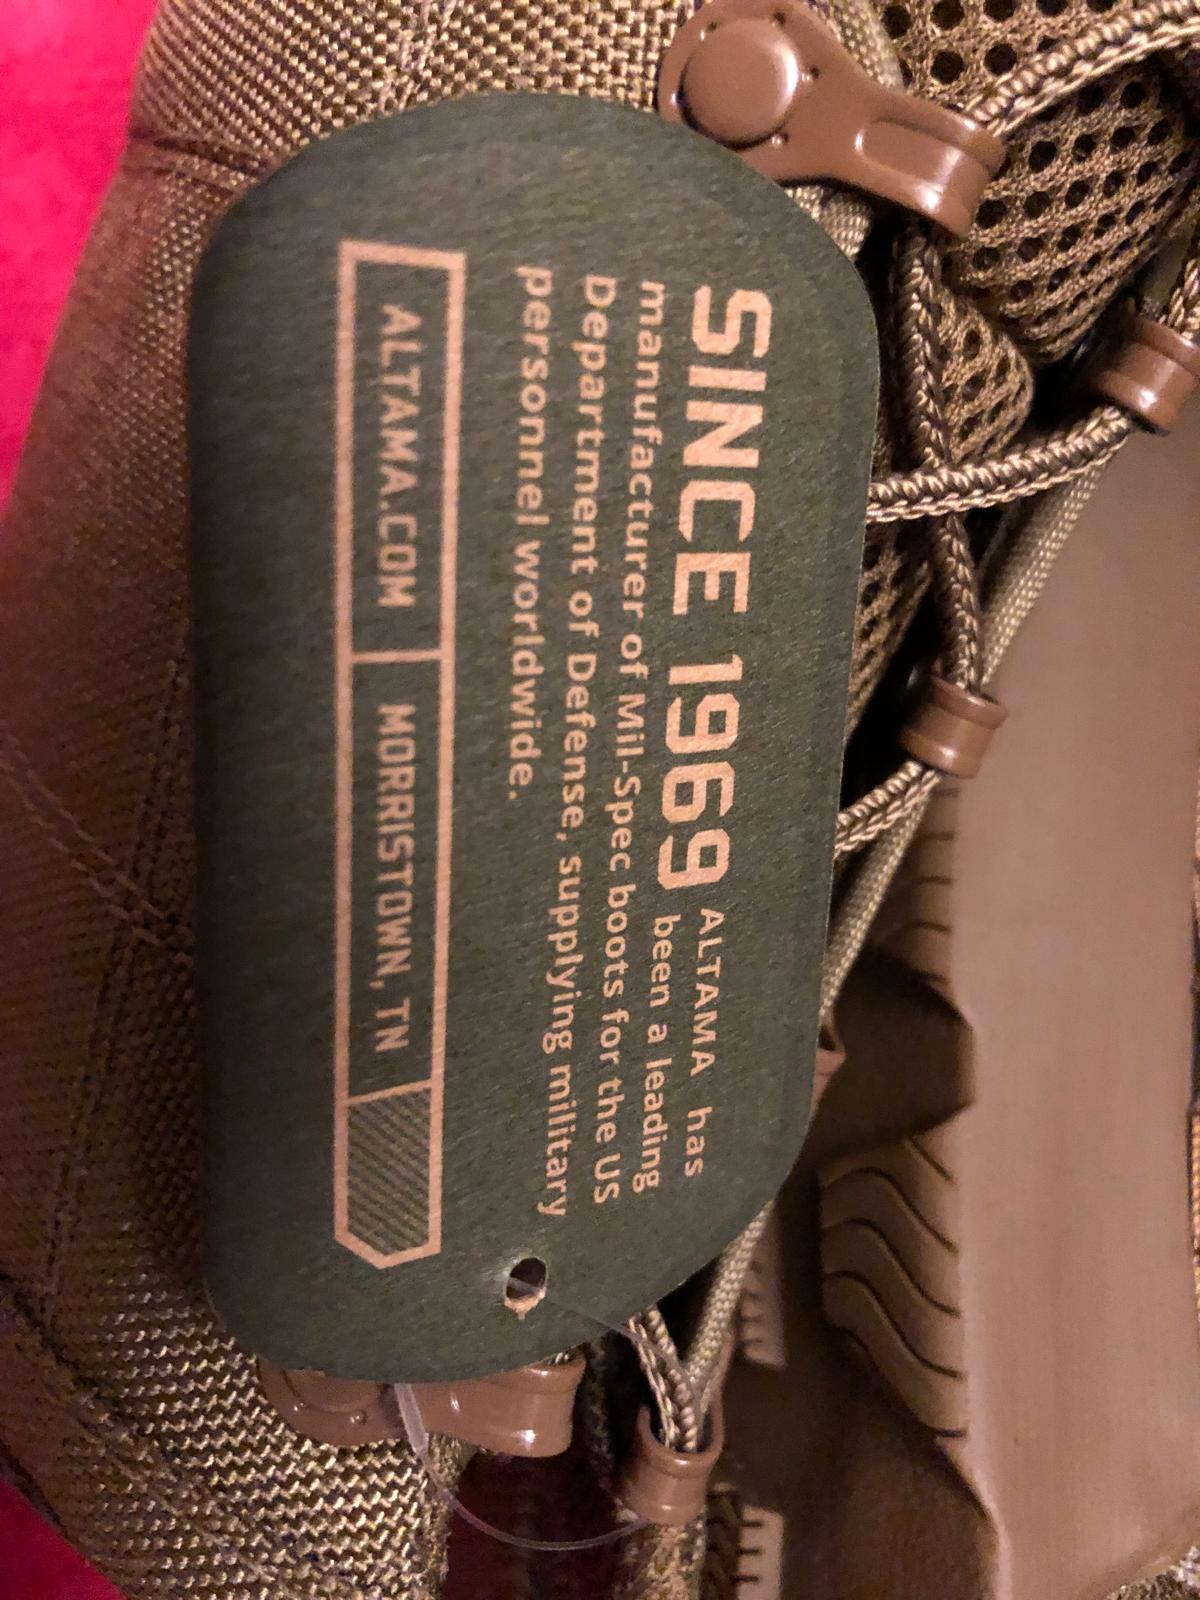 SINCE 1969 ALTAMA has
manufacturer of Mil-Spec boots for the US been a leading
Department of Defense, supplying military
personnel worldwide.
ALTAMA.COM MORRISTOWN, TN